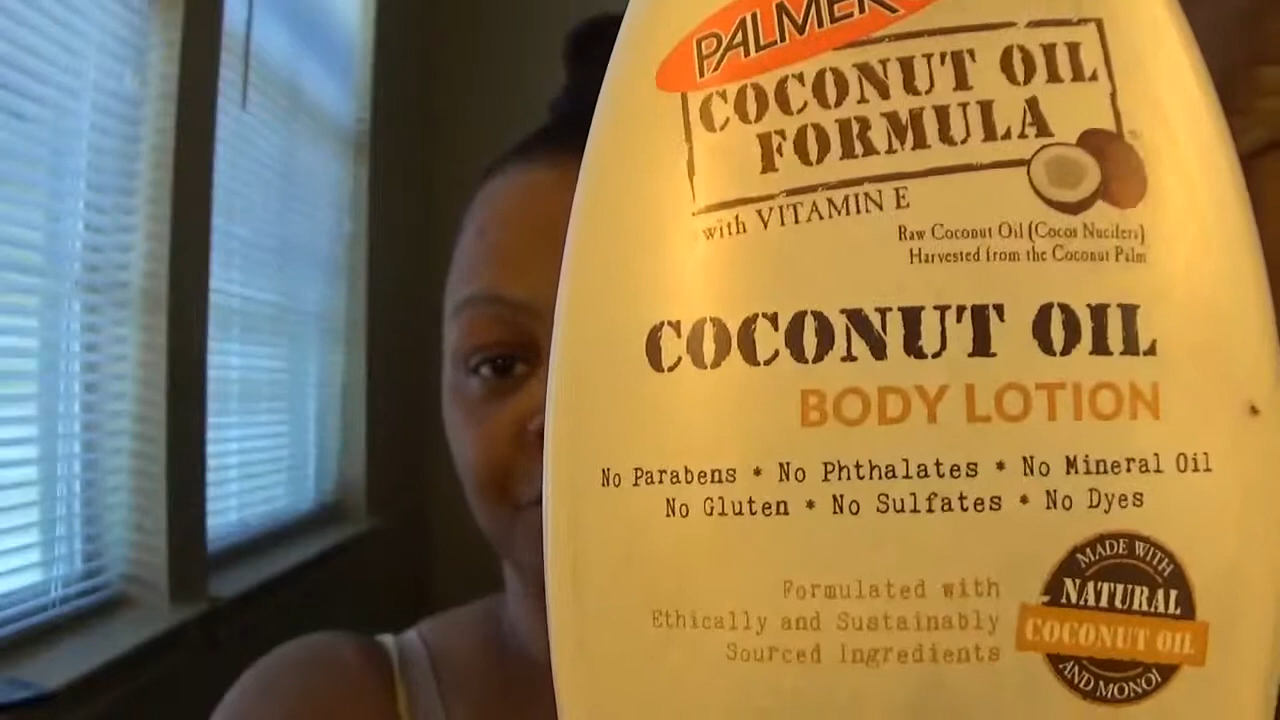 PALMER'S
COCONUT OIL
FORMULA
with VITAMIN E
Raw Coconut Oil (Cocos Nucifera)
Harvested from the Coconut Palm
COCONUT OIL
BODY LOTION
No Parabens * No Phthalates * No Mineral Oil
No Gluten * No Sulfates * No Dyes
Formulated with
Ethically and Sustainably
Sourced Ingredients
MADE WITH
NATURAL
COCONUT OIL
AND MONOI